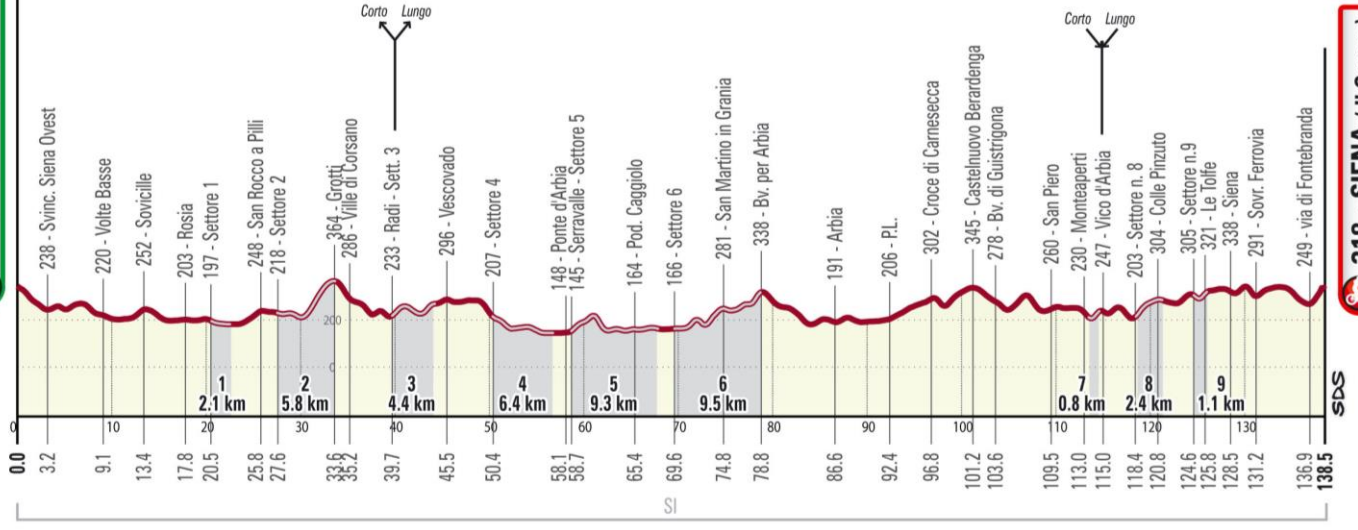 Corto Lungo
Corto Lungo
238 - Svinc. Siena Ovest
220 - Volte Basse
252 - Sovicille
203 - Rosia
197 - Settore 1
248 - San Rocco a Pilli
218 - Settore 2
364 - Grotti
286 - Ville di Corsano
233 - Radi - Sett. 3
296 - Vescovado
207 - Settore 4
148 - Ponte d'Arbia
145 - Serravalle - Settore 5
164 - Pod. Caggiolo
166 - Settore 6
281 - San Martino in Grania
338 - Bv. per Arbia
191 - Arbia
206 - P.L.
302 - Croce di Carnesecca
345 - Castelnuovo Berardenga
278 - Bv. di Guistrigona
260 - San Piero
230 - Monteaperti
247 - Vico d'Arbia
203 - Settore n. 8
304 - Colle Pinzuto
305 - Settore n.9
321 - Le Tolfe
338 - Siena
291 - Sovr. Ferrovia
249 - via di Fontebranda
SIENA
200
0
1 2 3 4 5 6 7 8 9
2.1 km 5.8 km 4.4 km 6.4 km 9.3 km 9.5 km 0.8 km 2.4 km 1.1 km
SDS
0 10 20 30 40 50 60 70 80 90 100 110 120 130
0.0 3.2 9.1 13.4 17.8 20.5 25.8 27.6 33.6 35.2 39.7 45.5 50.4 58.1 58.7 65.4 69.6 74.8 78.8 86.6 92.4 96.8 101.2 103.6 109.5 113.0 115.0 118.4 120.8 124.6 125.8 128.5 131.2 136.9 138.5
SI